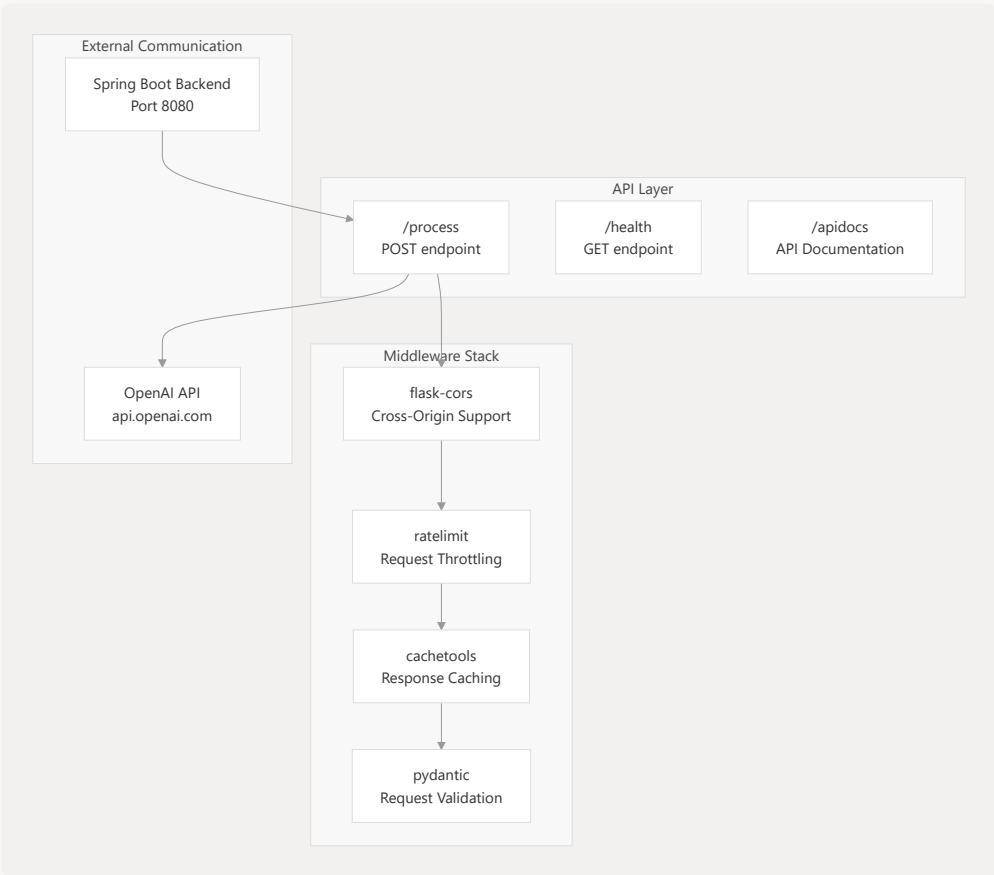 External Communication
Spring Boot Backend
Port 8080
API Layer
/process
POST endpoint
/health
GET endpoint
/apidocs
API Documentation
OpenAI API
api.openai.com
Middleware Stack
flask-cors
Cross-Origin Support
ratelimit
Request Throttling
cachetools
Response Caching
pydantic
Request Validation